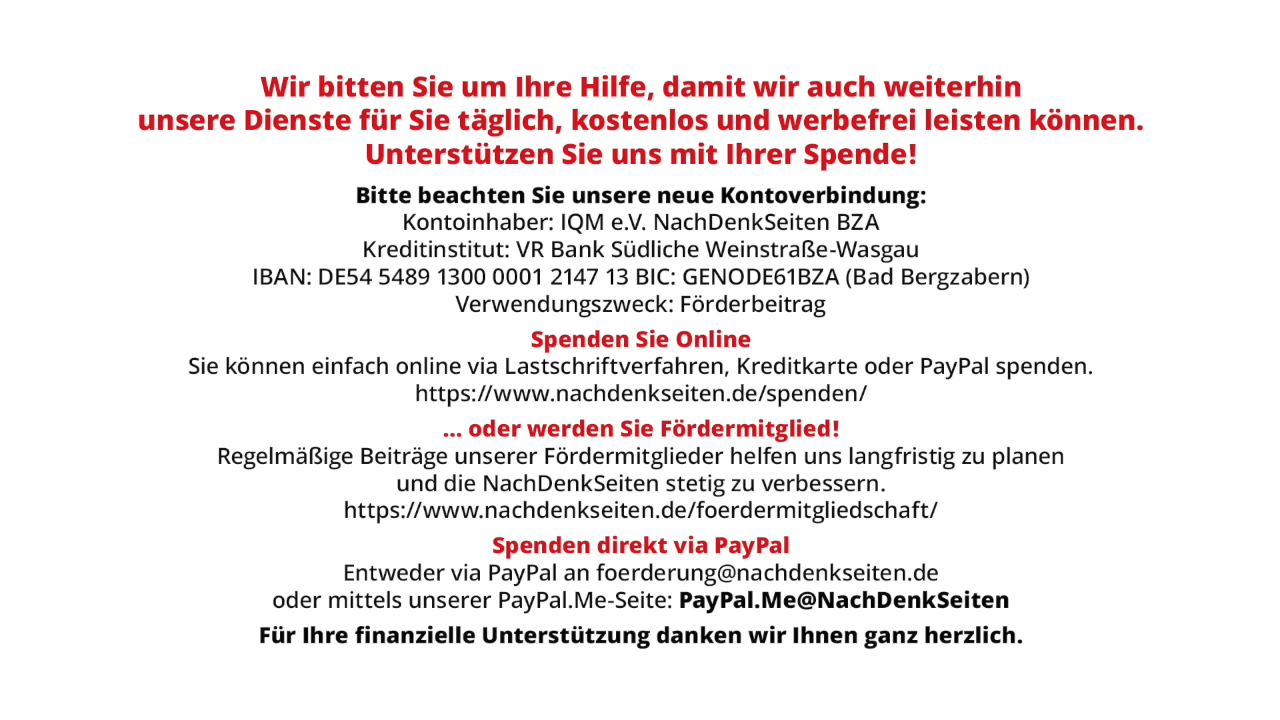 Wir bitten Sie um Ihre Hilfe, damit wir auch weiterhin
unsere Dienste für Sie täglich, kostenlos und werbefrei leisten können.
Unterstützen Sie uns mit Ihrer Spende!
Bitte beachten Sie unsere neue Kontoverbindung:
Kontoinhaber: IQM e.V. NachDenkSeiten BZA
Kreditinstitut: VR Bank Südliche Weinstraße-Wasgau
IBAN: DE54 5489 1300 0001 2147 13 BIC: GENODE61BZA (Bad Bergzabern)
Verwendungszweck: Förderbeitrag
Spenden Sie Online
Sie können einfach online via Lastschriftverfahren, Kreditkarte oder PayPal spenden.
https://www.nachdenkseiten.de/spenden/
... oder werden Sie Fördermitglied!
Regelmäßige Beiträge unserer Fördermitglieder helfen uns langfristig zu planen
und die NachDenkSeiten stetig zu verbessern.
https://www.nachdenkseiten.de/foerdermitgliedschaft/
Spenden direkt via PayPal
Entweder via PayPal an foerderung@nachdenkseiten.de
oder mittels unserer PayPal.Me-Seite: PayPal.Me@NachDenkSeiten
Für Ihre finanzielle Unterstützung danken wir Ihnen ganz herzlich.